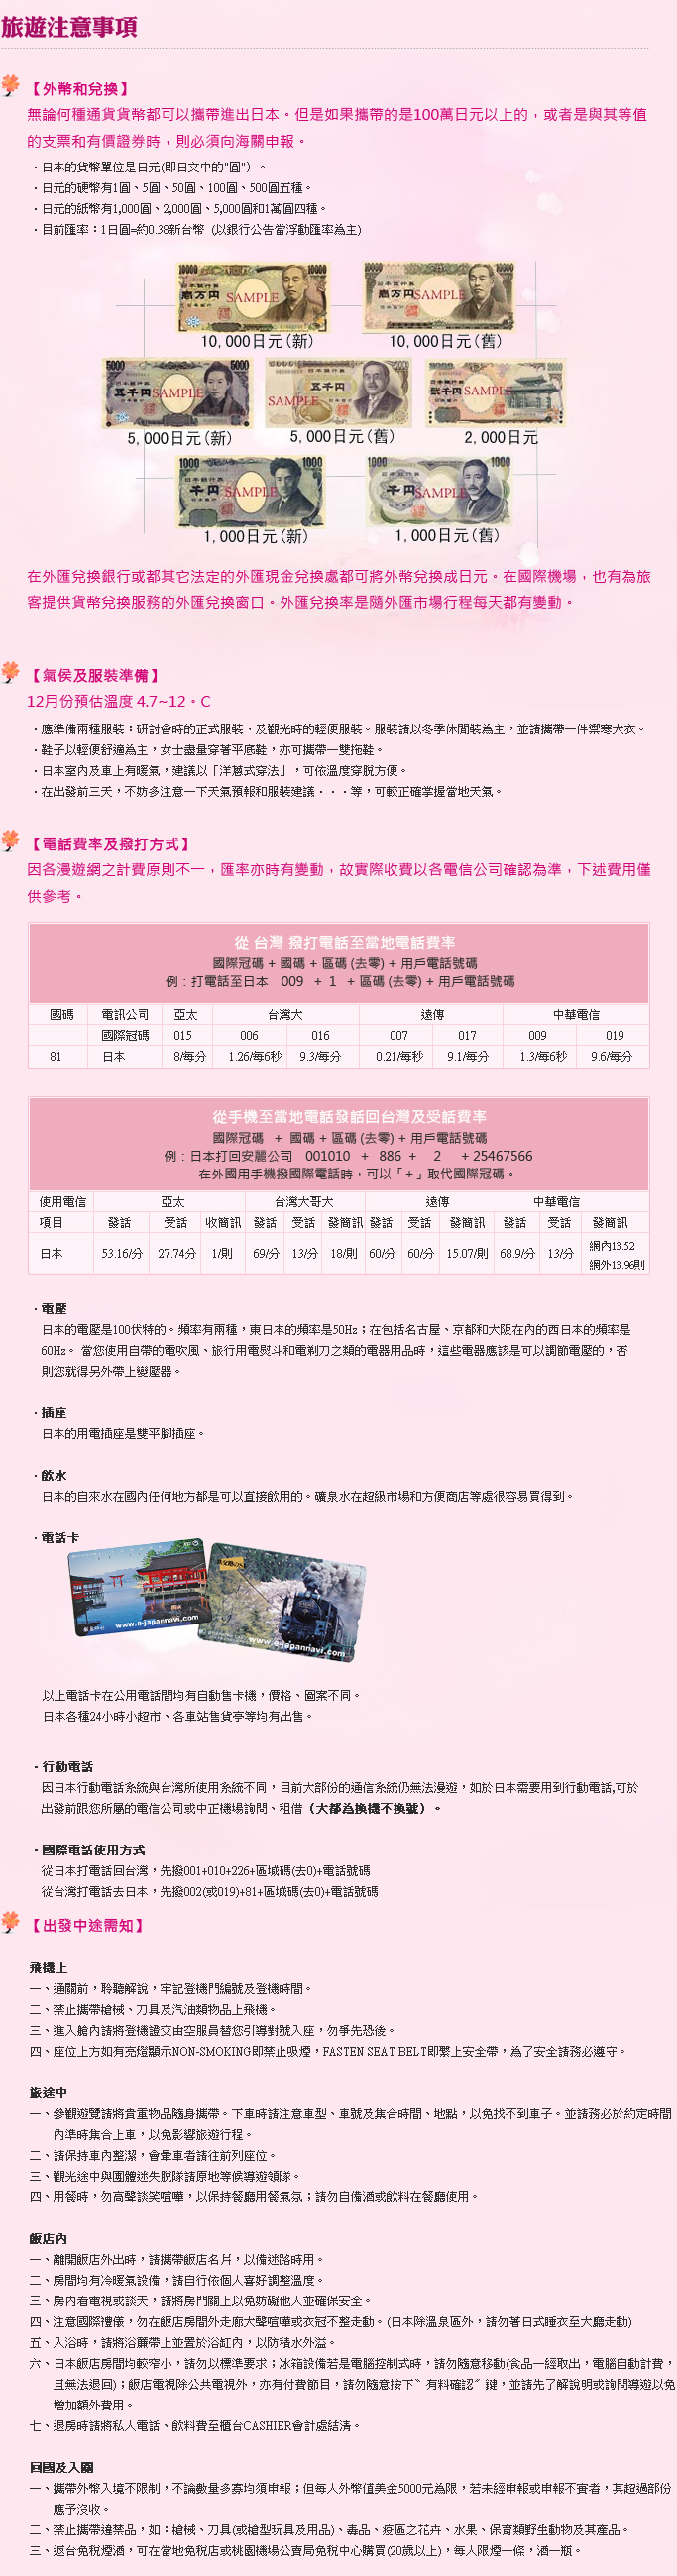 旅遊注意事項
【外幣和兌換】
無論何種通貨貨幣都可以攜帶進出日本。但是如果攜帶的是100萬日元以上的，或者是與其等值
的支票和有價證券時，則必須向海關申報。
‧日本的貨幣單位是日元(即日文中的"圓"）。
‧日元的硬幣有1圓、5圓、50圓、100圓、500圓五種。
‧日元的紙幣有1,000圓、2,000圓、5,000圓和1萬圓四種。
‧目前匯率：1日圓=約0.38新台幣 (以銀行公告當浮動匯率為主)
SAMPLE SAMPLE
10,000日元(新) 10,000日元(舊)
SAMPLE SAMPLE SAMPLE
5,000日元(新) 5,000日元(舊) 2,000日元
SAMPLE SAMPLE
1,000日元(新) 1,000日元(舊)
在外匯兌換銀行或都其它法定的外匯現金兌換處都可將外幣兌換成日元。在國際機場，也有為旅
客提供貨幣兌換服務的外匯兌換窗口。外匯兌換率是隨外匯市場行程每天都有變動。
【氣侯及服裝準備】
12月份預估溫度 4.7~12。C
‧應準備兩種服裝：研討會時的正式服裝、及觀光時的輕便服裝。服裝請以冬季休閒裝為主，並請攜帶一件禦寒大衣。
‧鞋子以輕便舒適為主，女士盡量穿著平底鞋，亦可攜帶一雙拖鞋。
‧日本室內及車上有暖氣，建議以「洋蔥式穿法」，可依溫度穿脫方便。
‧在出發前三天，不妨多注意一下天氣預報和服裝建議‧‧‧等，可較正確掌握當地天氣。
【電話費率及撥打方式】
因各漫遊網之計費原則不一，匯率亦時有變動，故實際收費以各電信公司確認為準，下述費用僅
供參考。
從 台灣 撥打電話至當地電話費率
國際冠碼 + 國碼 + 區碼 (去零) + 用戶電話號碼
例：打電話至日本 009 + 1 + 區碼 (去零) + 用戶電話號碼
國碼 電訊公司 亞太 台灣大 遠傳 中華電信
國際冠碼 015 006 016 007 017 009 019
81 日本 8/每分 1.26/每6秒 9.3/每分 0.21/每秒 9.1/每分 1.3/每6秒 9.6/每分
從手機至當地電話發話回台灣及受話費率
國際冠碼 + 國碼 + 區碼 (去零) + 用戶電話號碼
例：日本打回安麗公司 001010 + 886 + 2 + 25467566
在外國用手機撥國際電話時，可以「+」取代國際冠碼。
使用電信 亞太 台灣大哥大 遠傳 中華電信
項目 發話 受話 收簡訊 發話 受話 發簡訊 發話 受話 發簡訊 發話 受話 發簡訊
日本 53.16/分 27.74分 1/則 69/分 13/分 18/則 60/分 60/分 15.07/則 68.9/分 13/分 網內13.52
網外13.96則
‧電壓
日本的電壓是100伏特的。頻率有兩種，東日本的頻率是50Hz；在包括名古屋、京都和大阪在內的西日本的頻率是
60Hz。 當您使用自帶的電吹風、旅行用電熨斗和電剃刀之類的電器用品時，這些電器應該是可以調節電壓的，否
則您就得另外帶上變壓器。
‧插座
日本的用電插座是雙平腳插座。
‧飲水
日本的自來水在國內任何地方都是可以直接飲用的。礦泉水在超級市場和方便商店等處很容易買得到。
‧電話卡
www.e-japannavi.com
www.e-japannavi.com
以上電話卡在公用電話間均有自動售卡機，價格、圖案不同。
日本各種24小時小超市、各車站售貨亭等均有出售。
‧行動電話
因日本行動電話系統與台灣所使用系統不同，目前大部份的通信系統仍無法漫遊，如於日本需要用到行動電話,可於
出發前跟您所屬的電信公司或中正機場詢問、租借（大都為換機不換號）。
‧國際電話使用方式
從日本打電話回台灣，先撥001+010+226+區域碼(去0)+電話號碼
從台灣打電話去日本，先撥002(或019)+81+區域碼(去0)+電話號碼
【出發中途需知】
飛機上
一、通關前，聆聽解說，牢記登機門編號及登機時間。
二、禁止攜帶槍械、刀具及汽油類物品上飛機。
三、進入艙內請將登機證交由空服員替您引導對號入座，勿爭先恐後。
四、座位上方如有亮燈顯示NON-SMOKING即禁止吸煙，FASTEN SEAT BELT即繫上安全帶，為了安全請務必遵守。
旅途中
一、參觀遊覽請將貴重物品隨身攜帶。下車時請注意車型、車號及集合時間、地點，以免找不到車子。並請務必於約定時間
內準時集合上車，以免影響旅遊行程。
二、請保持車內整潔，會暈車者請往前列座位。
三、觀光途中與團體迷失脫隊請原地等候導遊領隊。
四、用餐時，勿高聲談笑喧嘩，以保持餐廳用餐氣氛；請勿自備酒或飲料在餐廳使用。
飯店內
一、離開飯店外出時，請攜帶飯店名片，以備迷路時用。
二、房間均有冷暖氣設備，請自行依個人喜好調整溫度。
三、房內看電視或談天，請將房門關上以免妨礙他人並確保安全。
四、注意國際禮儀，勿在飯店房間外走廊大聲喧嘩或衣冠不整走動。(日本除溫泉區外，請勿著日式睡衣至大廳走動)
五、入浴時，請將浴簾帶上並置於浴缸內，以防積水外溢。
六、日本飯店房間均較窄小，請勿以標準要求；冰箱設備若是電腦控制式時，請勿隨意移動(食品一經取出，電腦自動計費，
且無法退回)；飯店電視除公共電視外，亦有付費節目，請勿隨意按下〝有料確認〞鍵，並請先了解說明或詢問導遊以免
增加額外費用。
七、退房時請將私人電話、飲料費至櫃台CASHIER會計處結清。
回國及入關
一、攜帶外幣入境不限制，不論數量多寡均須申報；但每人外幣值美金5000元為限，若未經申報或申報不實者，其超過部份
應予沒收。
二、禁止攜帶違禁品，如：槍械、刀具(或槍型玩具及用品)、毒品、疫區之花卉、水果、保育類野生動物及其產品。
三、返台免稅煙酒，可在當地免稅店或桃園機場公賣局免稅中心購買(20歲以上)，每人限煙一條，酒一瓶。